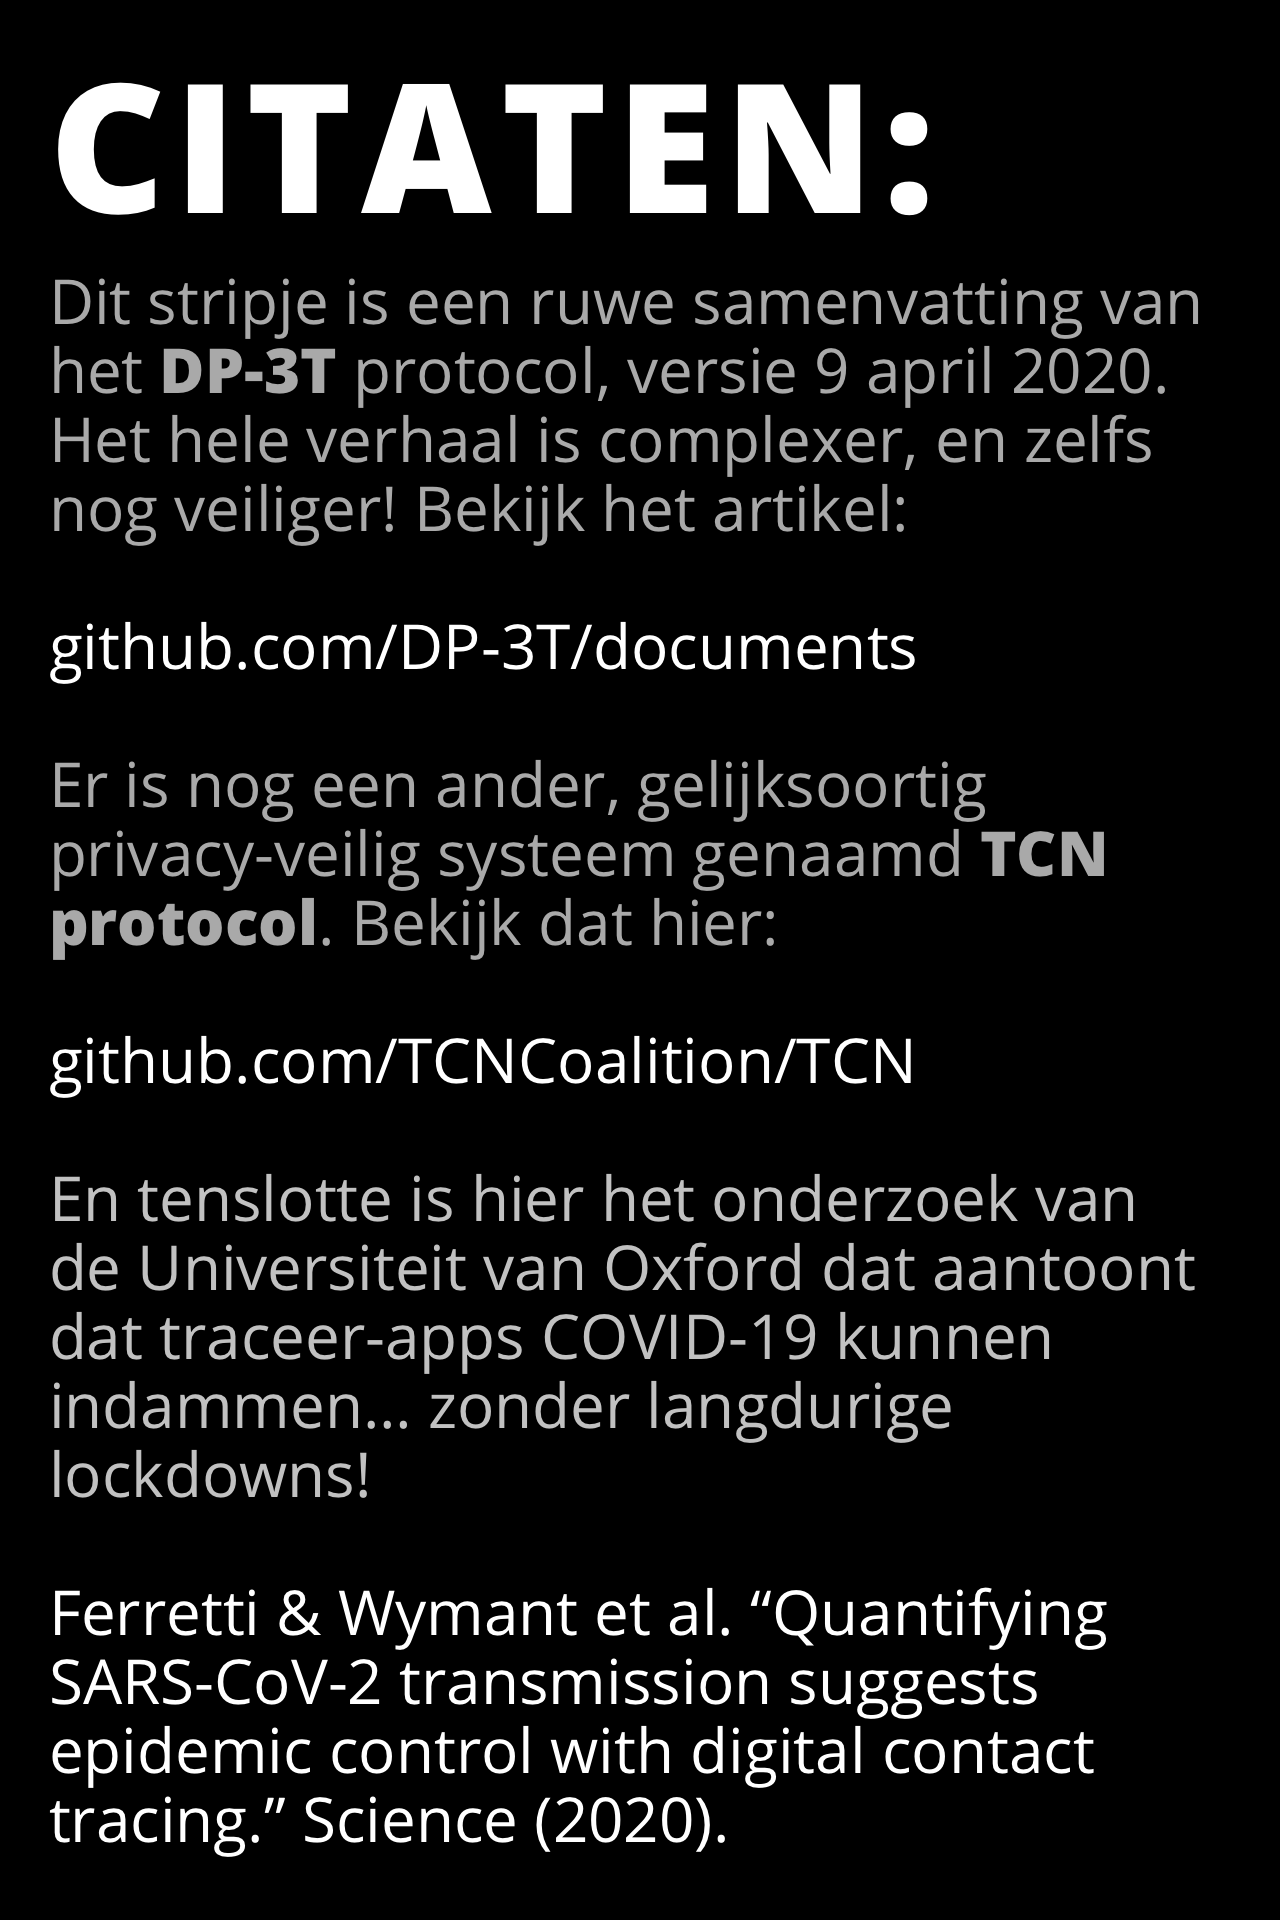 CITATEN:
Dit stripje is een ruwe samenvatting van
het DP-3T protocol, versie 9 april 2020.
Het hele verhaal is complexer, en zelfs
nog veiliger! Bekijk het artikel:
github.com/DP-3T/documents
Er is nog een ander, gelijksoortig
privacy-veilig systeem genaamd TCN
protocol. Bekijk dat hier:
github.com/TCNCoalition/TCN
En tenslotte is hier het onderzoek van
de Universiteit van Oxford dat aantoont
dat traceer-apps COVID-19 kunnen
indammen... zonder langdurige
lockdowns!
Ferretti & Wymant et al. “Quantifying
SARS-CoV-2 transmission suggests
epidemic control with digital contact
tracing.” Science (2020).